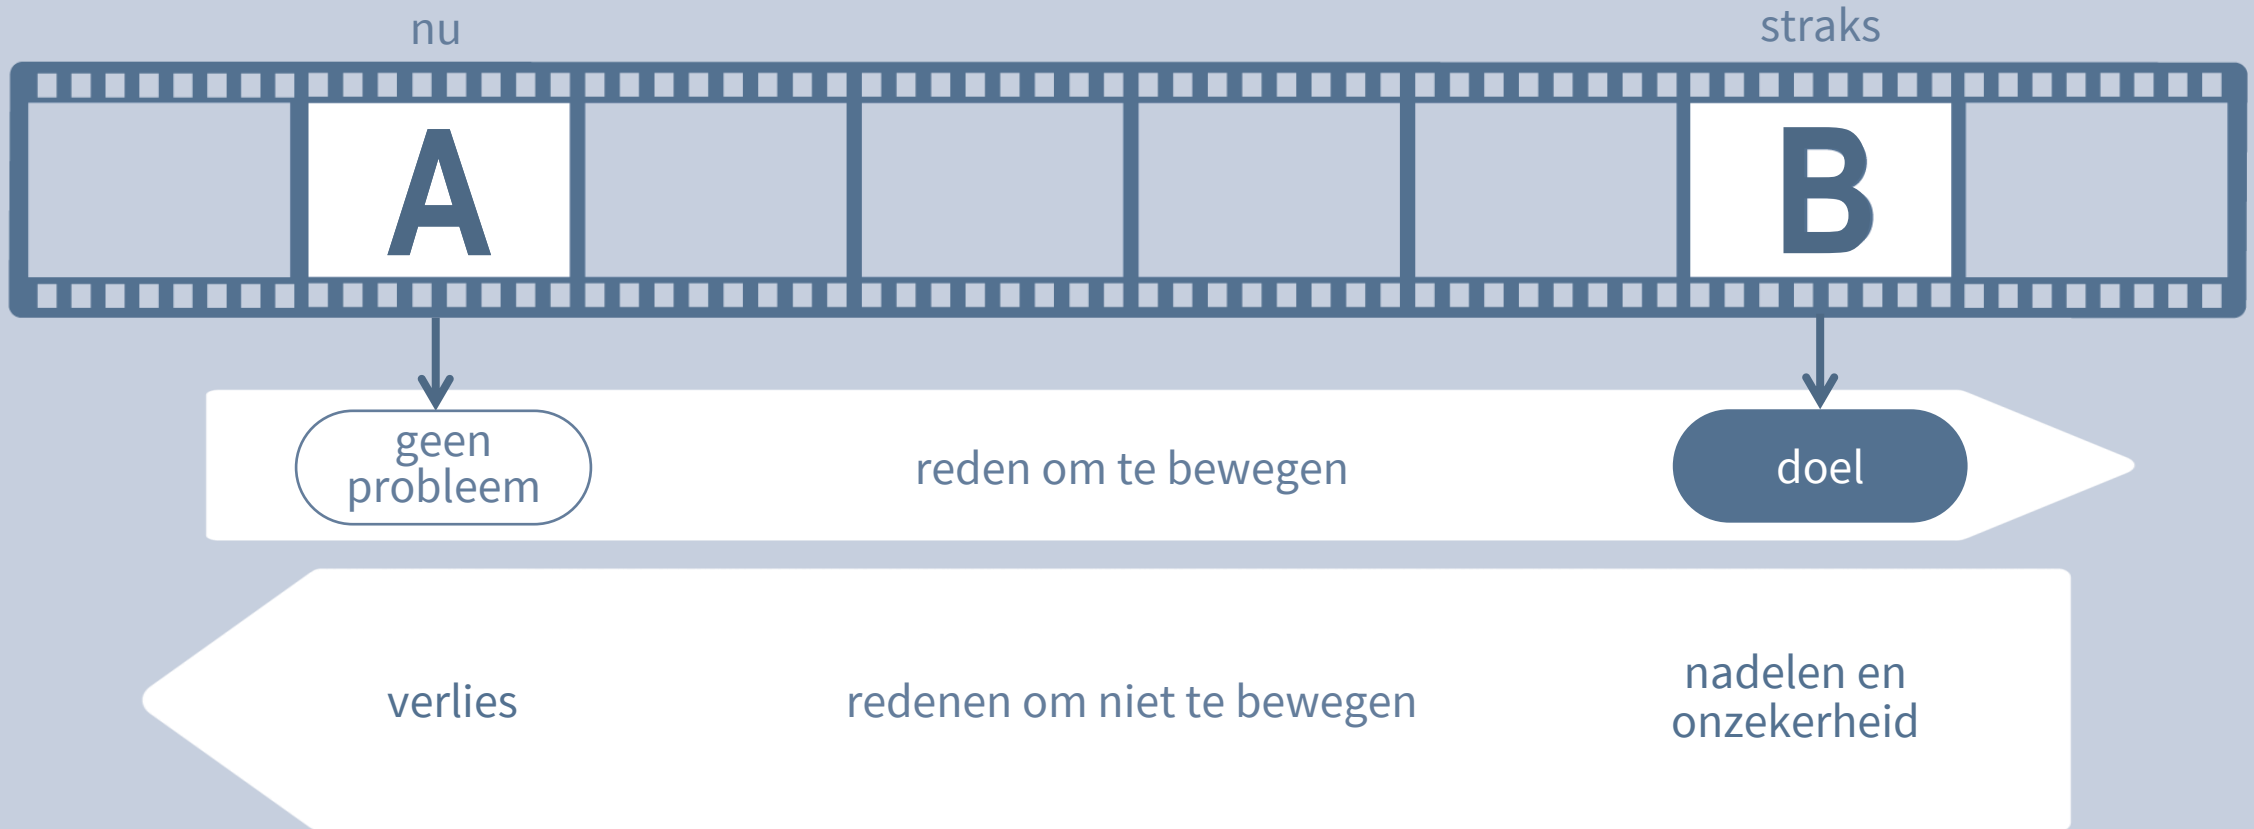 nu
straks
A
B
geen
probleem
reden om te bewegen
doel
verlies
redenen om niet te bewegen
nadelen en
onzekerheid